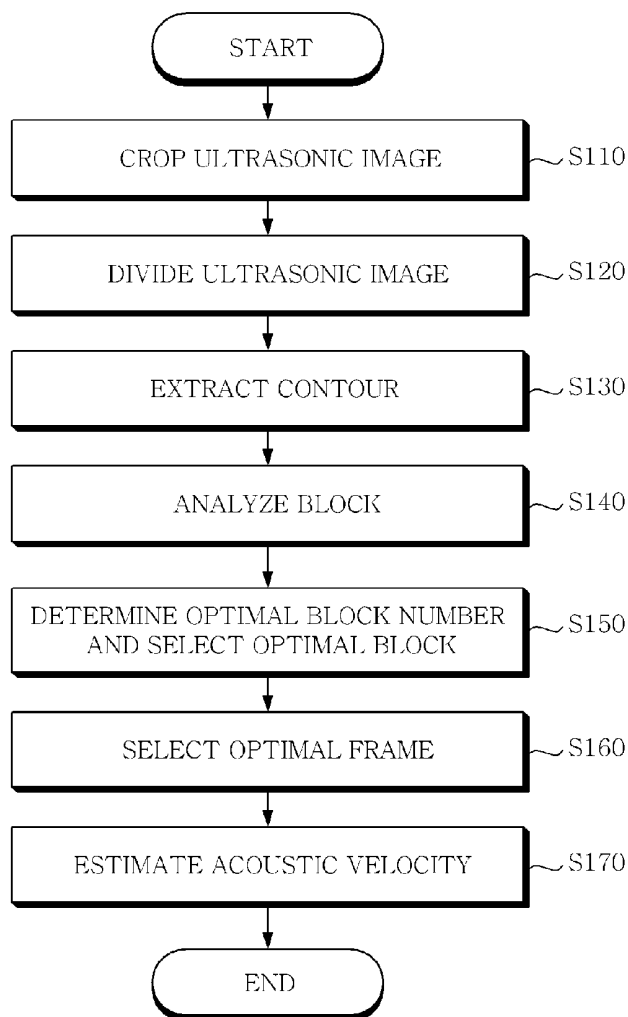 START
CROP ULTRASONIC IMAGE
S110
DIVIDE ULTRASONIC IMAGE
S120
EXTRACT CONTOUR
S130
ANALYZE BLOCK
S140
DETERMINE OPTIMAL BLOCK NUMBER
AND SELECT OPTIMAL BLOCK
S150
SELECT OPTIMAL FRAME
S160
ESTIMATE ACOUSTIC VELOCITY
S170
END